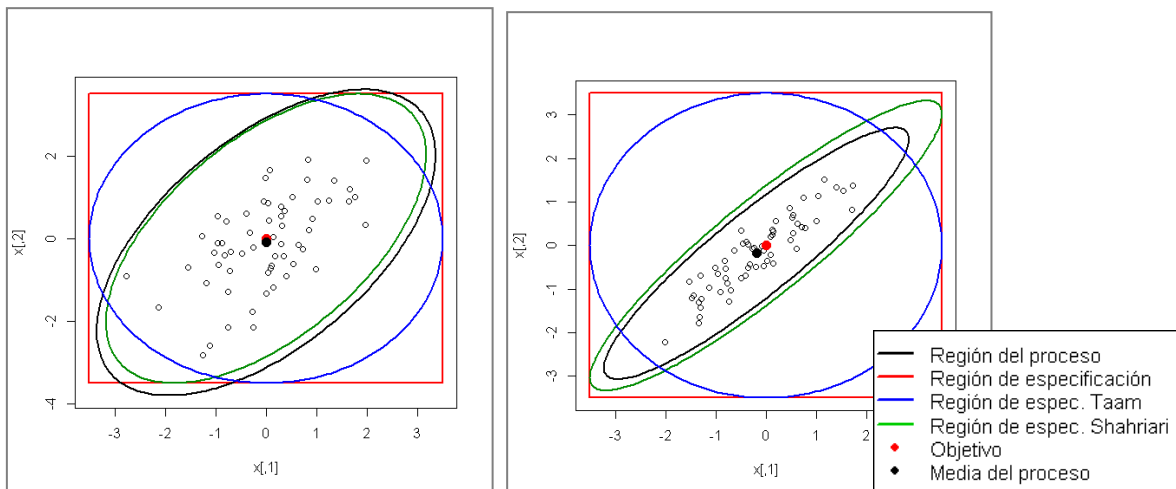 x[,2]
2
0
-2
-4
-3
-2
-1
0
1
2
3
x[,1]
x[,2]
3
2
1
0
-1
-2
-3
-3
-2
-1
0
1
2
x[,1]
Región del proceso
Región de especificación
Región de espec. Taam
Región de espec. Shahriari
Objetivo
Media del proceso